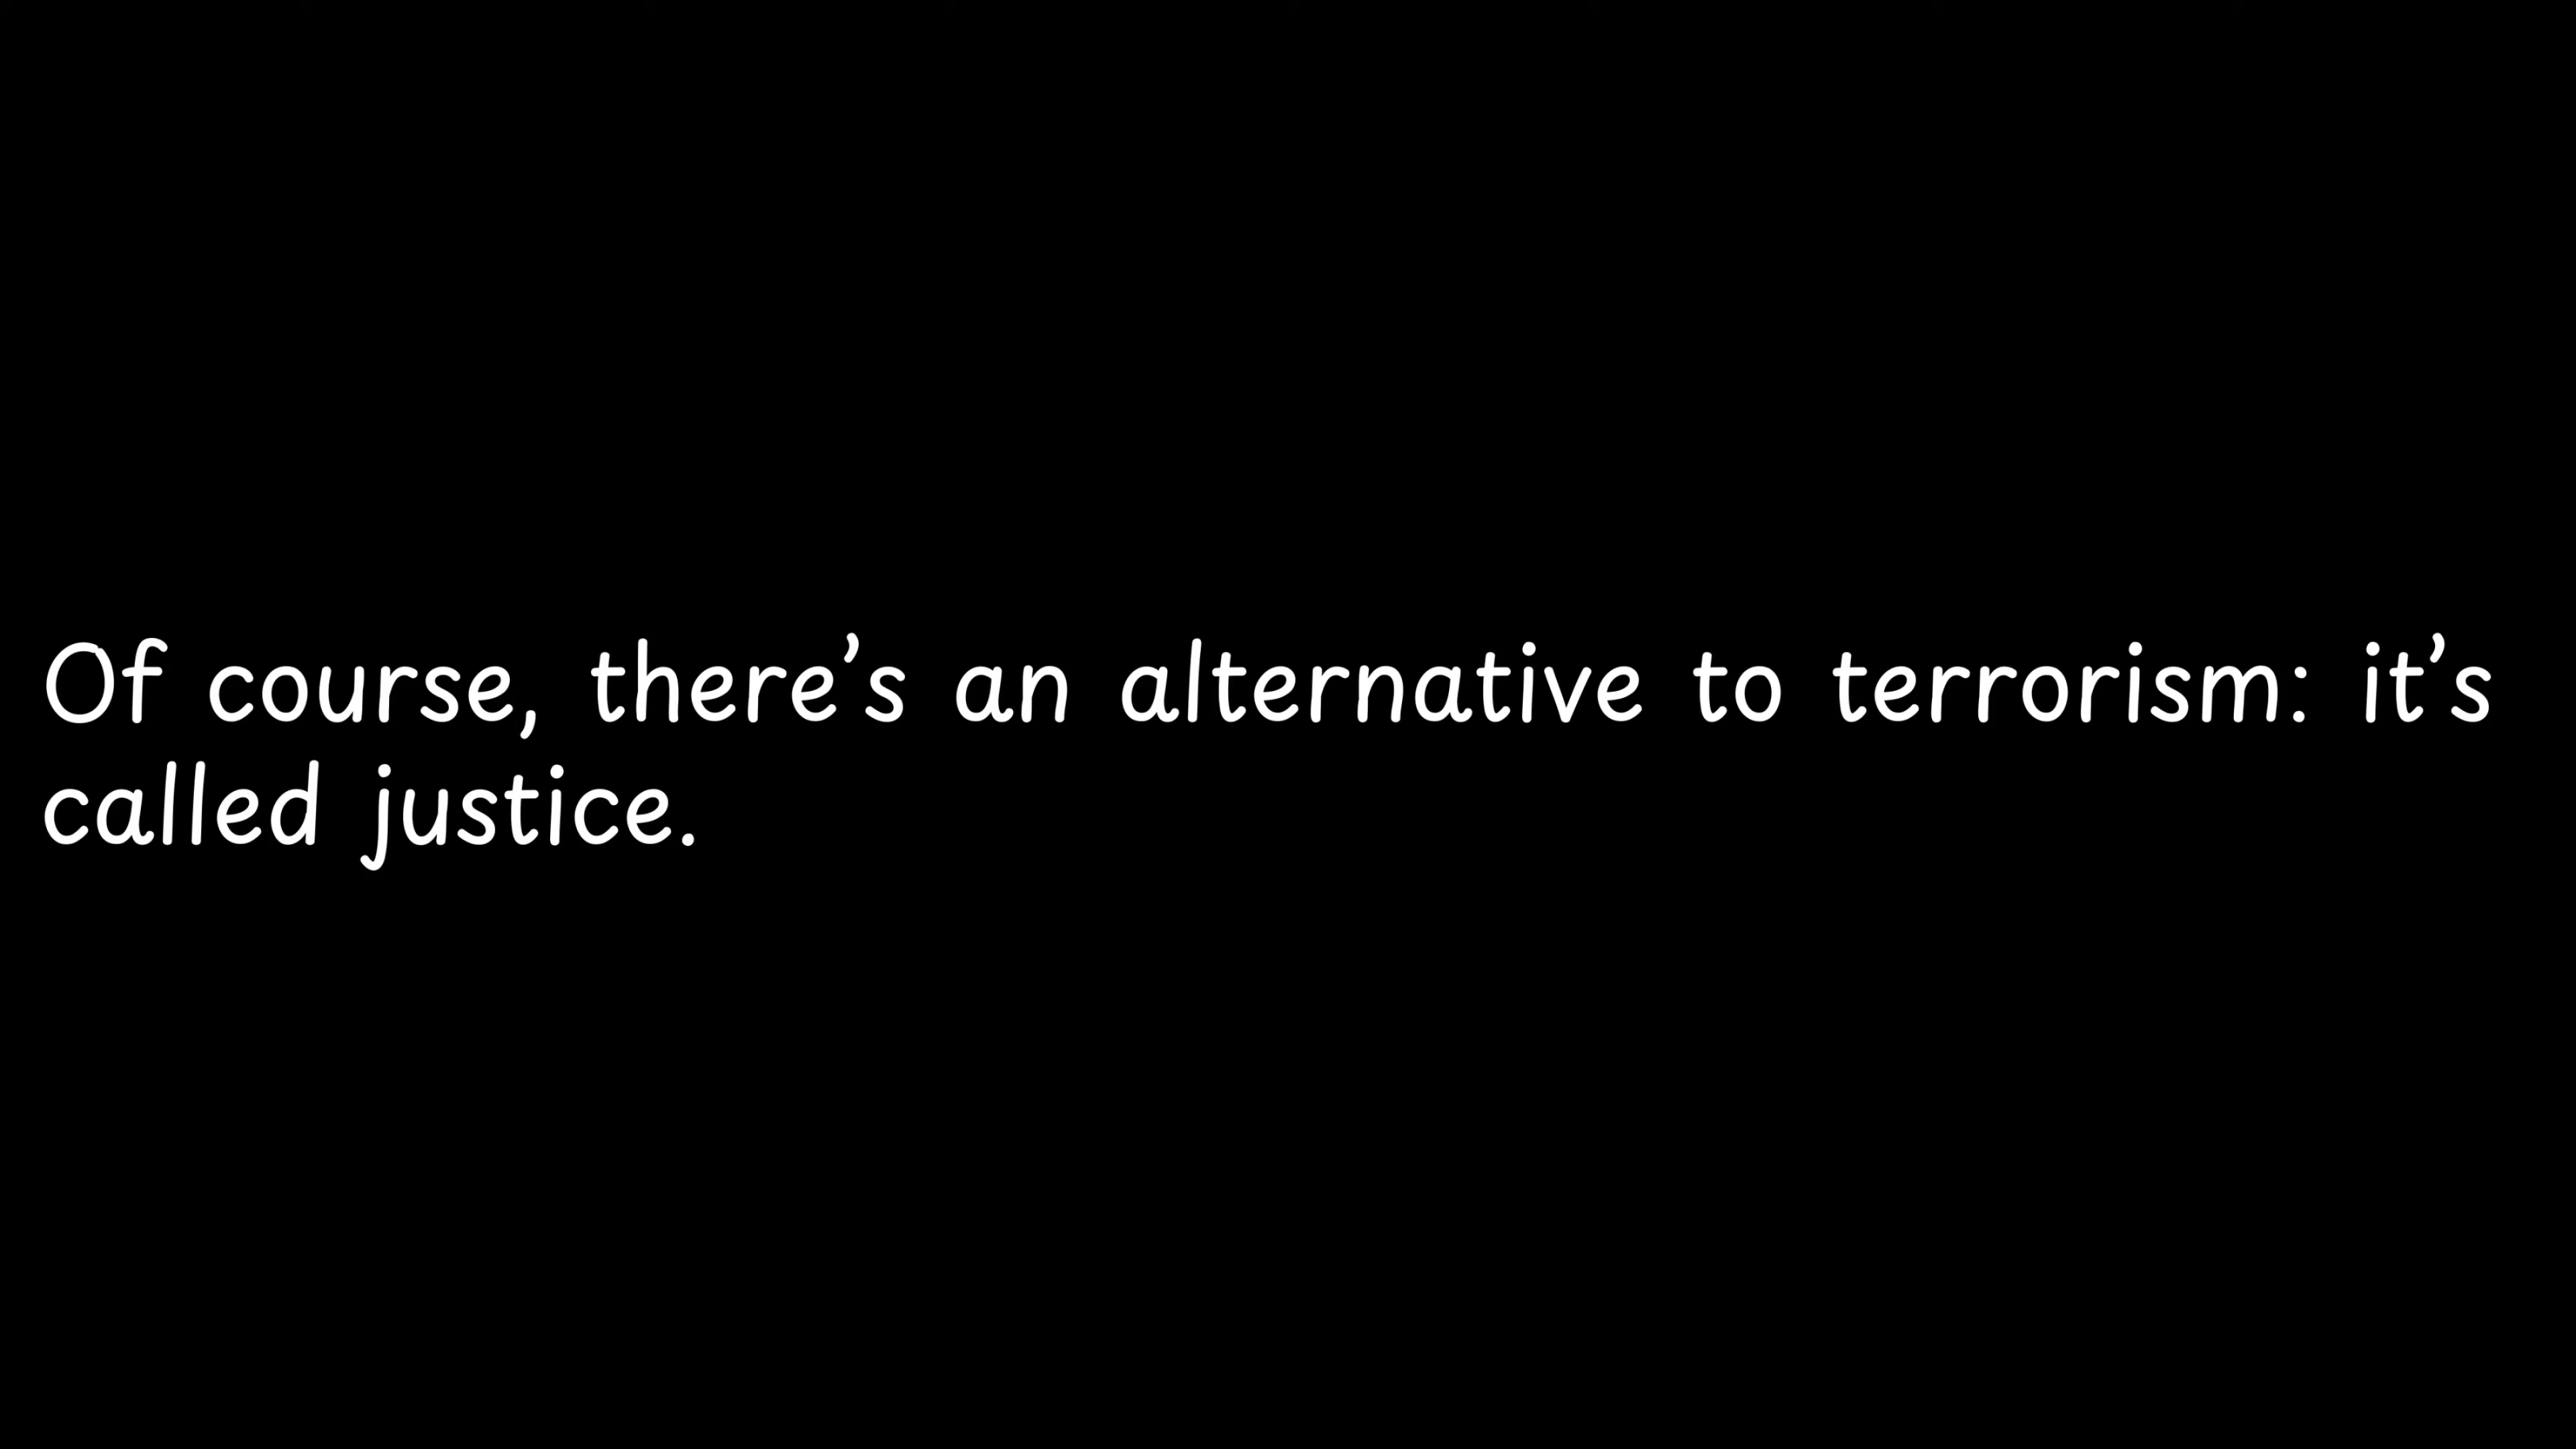 Of course, there’s an alternative to terrorism: it’s
called justice.